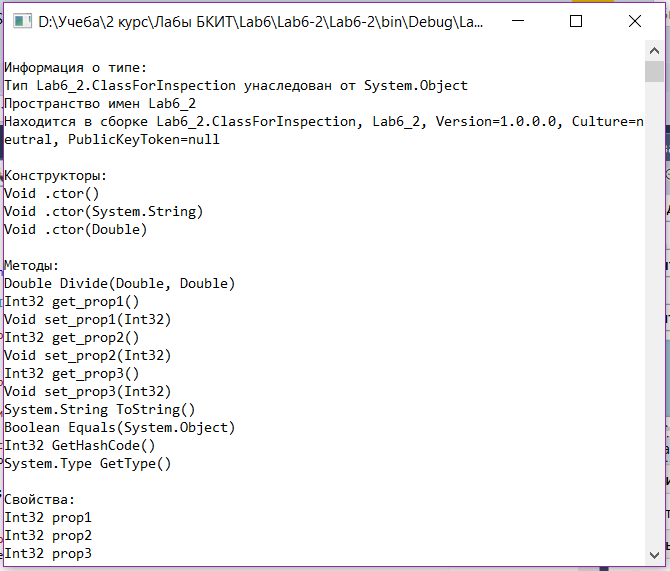 D:\Учеба\2 курс\Лабы БКИТ\Lab6\Lab6-2\Lab6-2\bin\Debug\La...
Информация о типе:
Тип Lab6_2.ClassForInspection унаследован от System.Object
Пространство имен Lab6_2
Находится в сборке Lab6_2.ClassForInspection, Lab6_2, Version=1.0.0.0, Culture=n
eutral, PublicKeyToken=null
Конструкторы:
Void .ctor()
Void .ctor(System.String)
Void .ctor(Double)
Методы:
Double Divide(Double, Double)
Int32 get_prop1()
Void set_prop1(Int32)
Int32 get_prop2()
Void set_prop2(Int32)
Int32 get_prop3()
Void set_prop3(Int32)
System.String ToString()
Boolean Equals(System.Object)
Int32 GetHashCode()
System.Type GetType()
Свойства:
Int32 prop1
Int32 prop2
Int32 prop3